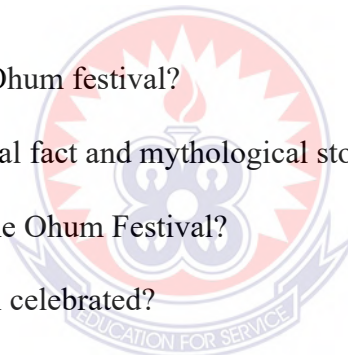 Ohum festival?
al fact and mythological sto
e Ohum Festival?
celebrated?
EDUCATION FOR SERVICE